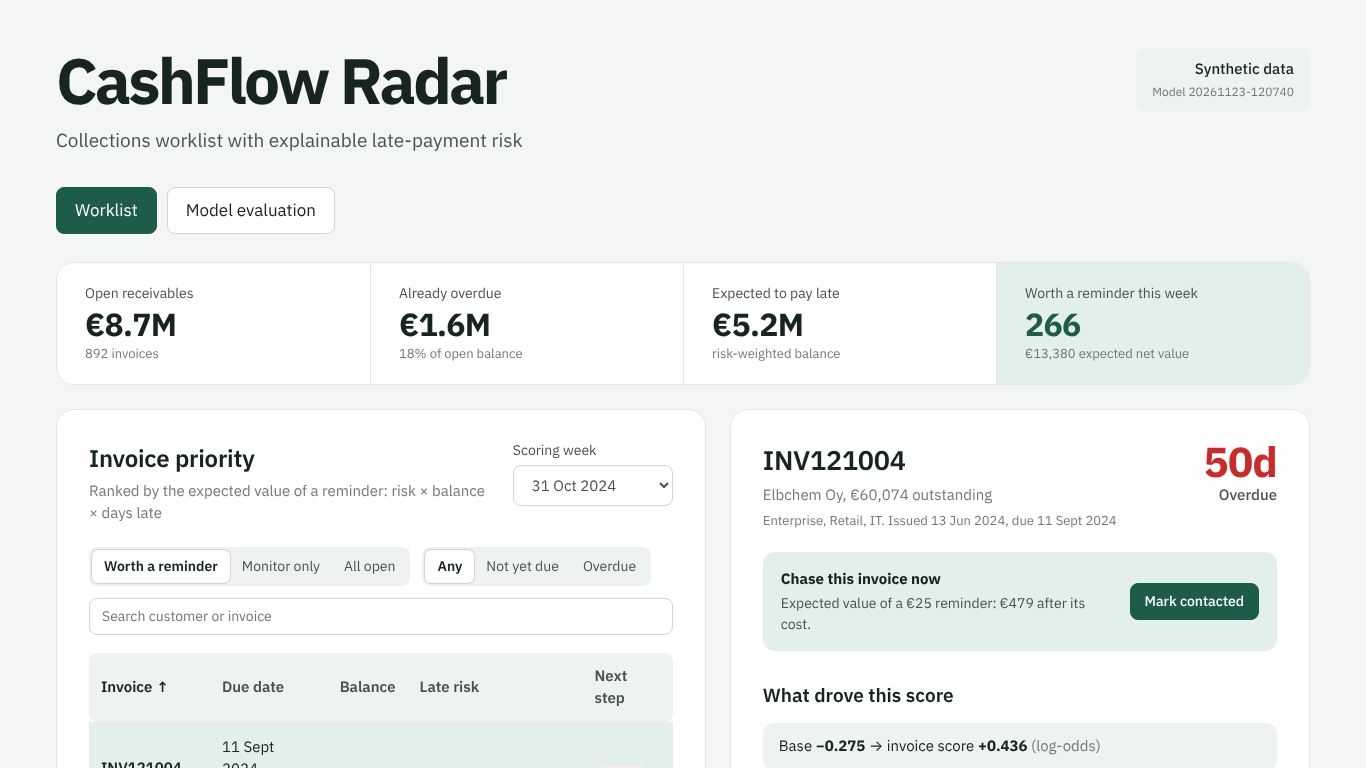 CashFlow Radar
Collections worklist with explainable late-payment risk
Synthetic data
Model 20261123-120740
Worklist
Model evaluation
Open receivables
€8.7M
892 invoices
Already overdue
€1.6M
18% of open balance
Expected to pay late
€5.2M
risk-weighted balance
Worth a reminder this week
266
€13,380 expected net value
Invoice priority
Ranked by the expected value of a reminder: risk × balance
× days late
Scoring week
31 Oct 2024
Worth a reminder
Monitor only
All open
Any
Not yet due
Overdue
Search customer or invoice
Invoice ↑
Due date
Balance
Late risk
Next
step
11 Sept
2024
INV121004
INV121004
Elbchem Oy, €60,074 outstanding
Enterprise, Retail, IT. Issued 13 Jun 2024, due 11 Sept 2024
50d
Overdue
Chase this invoice now
Expected value of a €25 reminder: €479 after its
cost.
Mark contacted
What drove this score
Base −0.275 → invoice score +0.436 (log-odds)